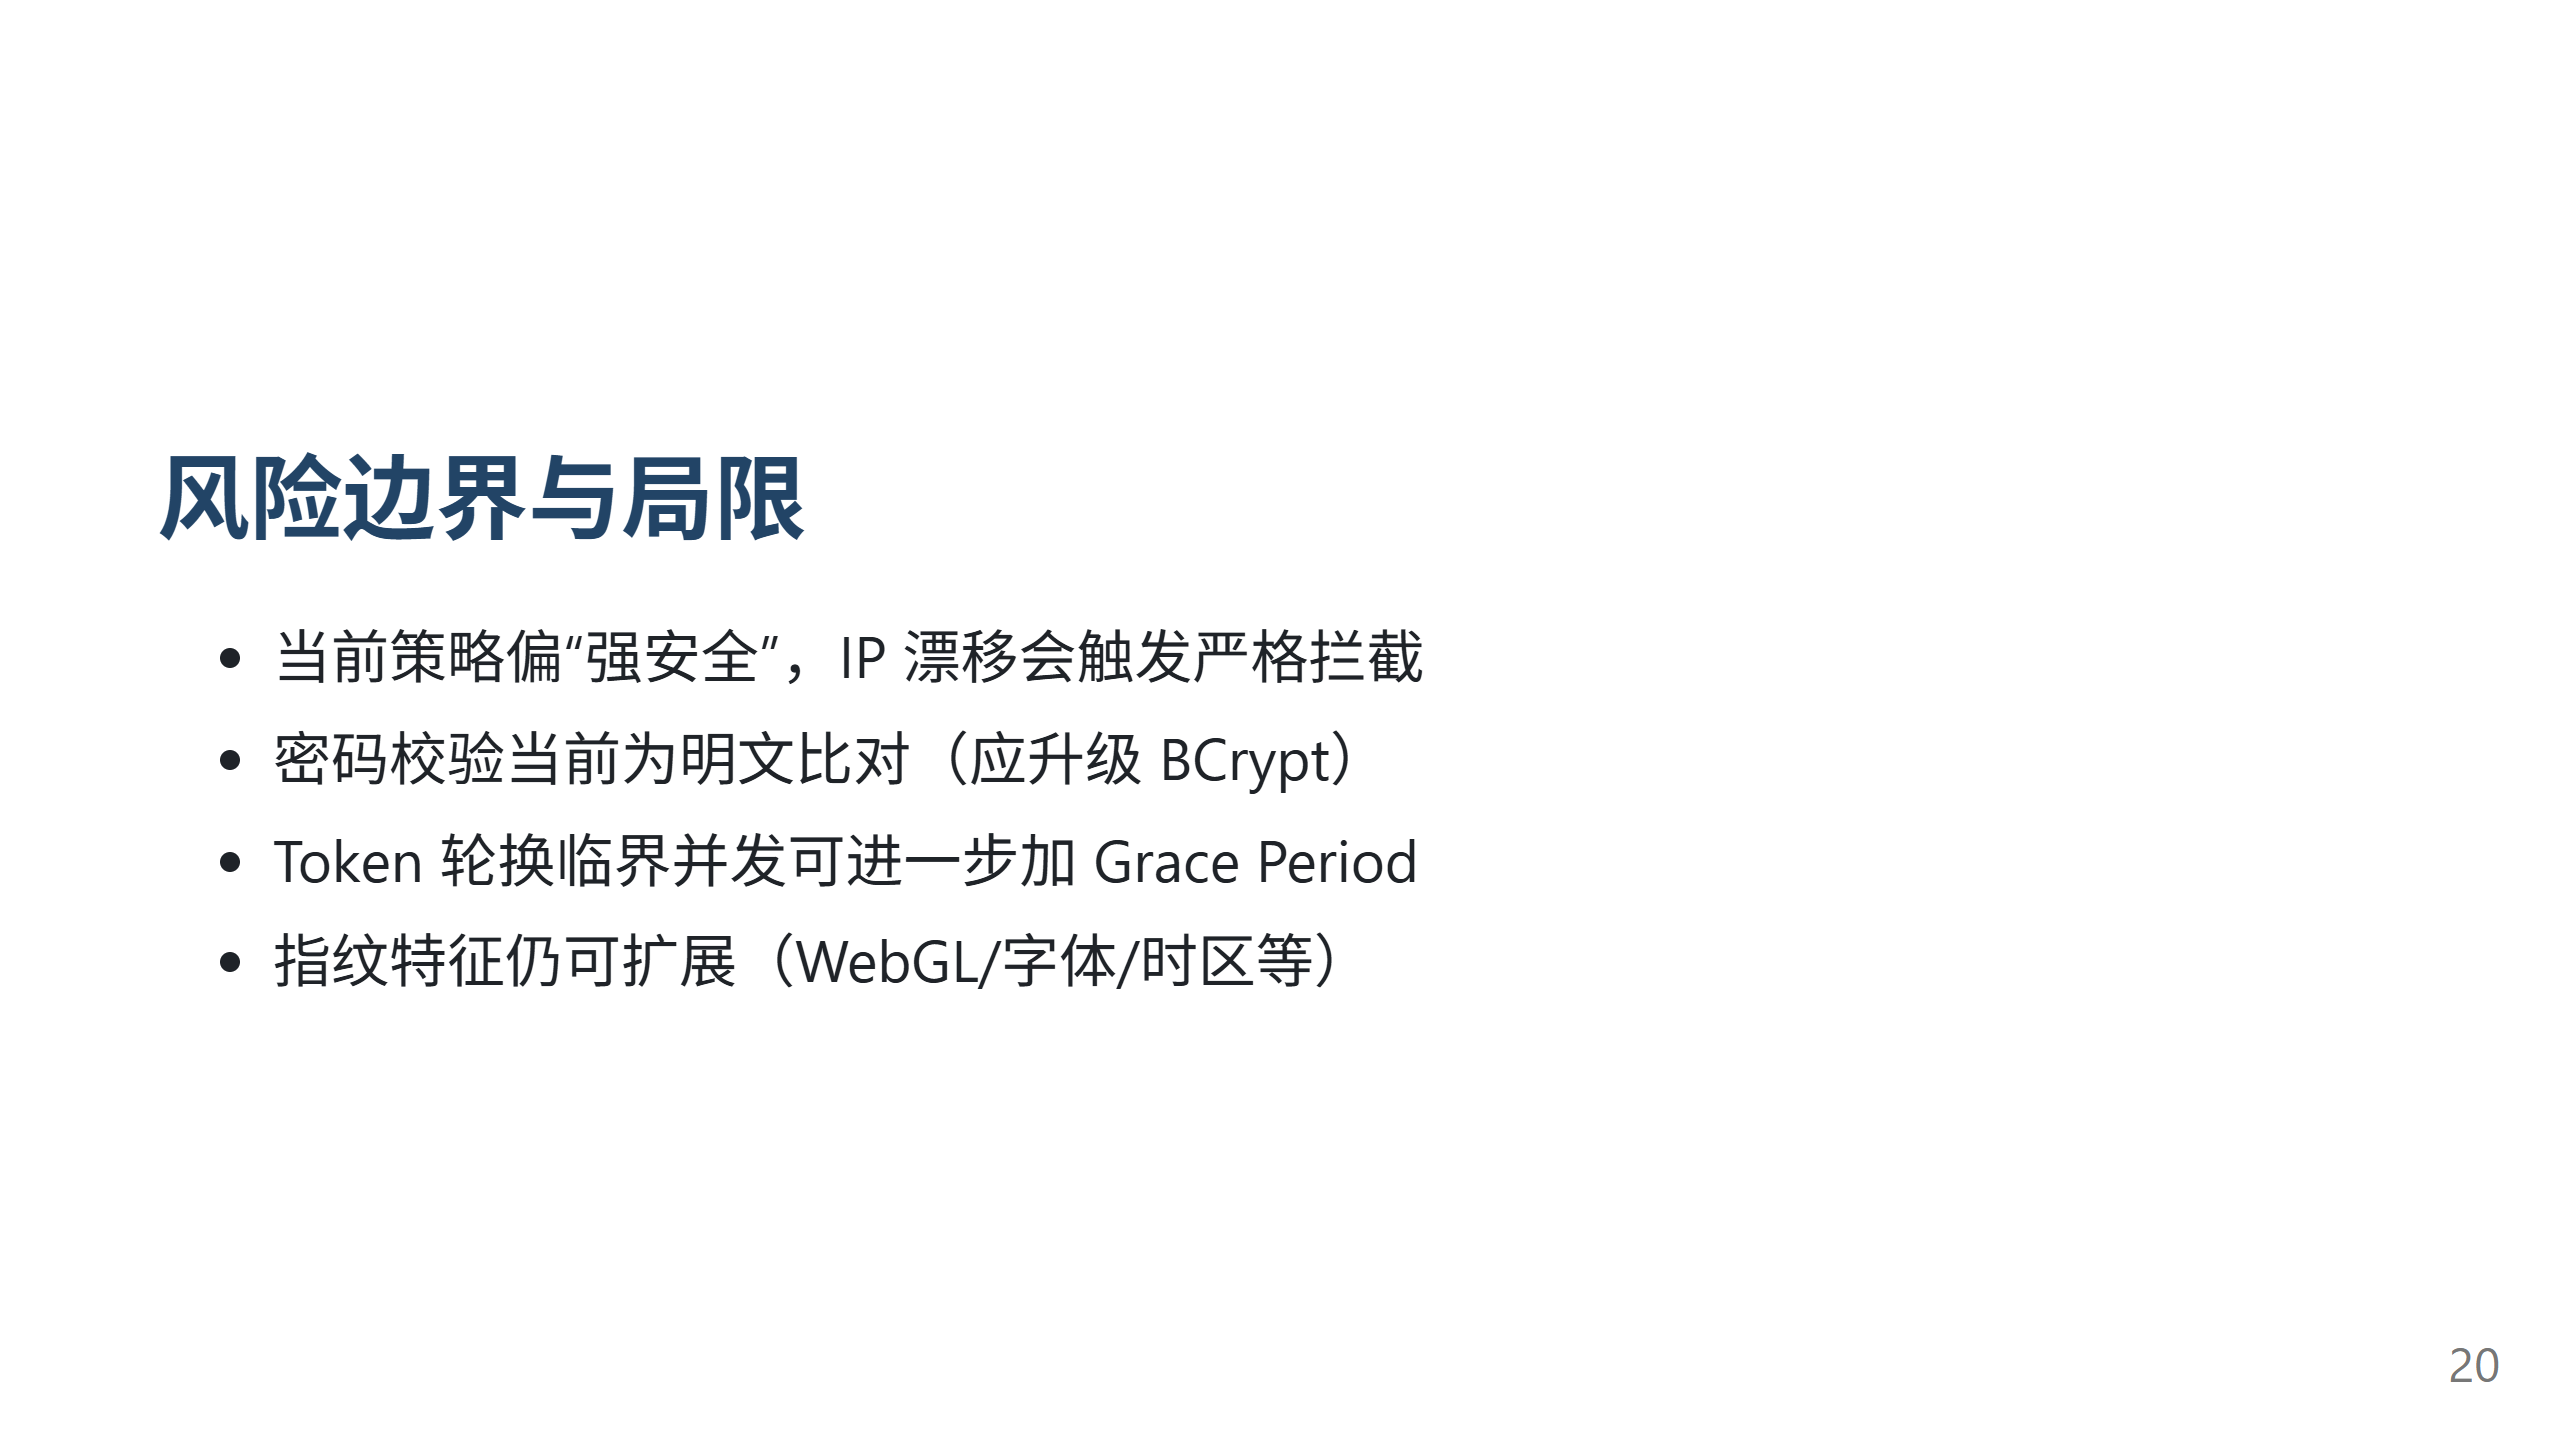 风险边界与局限
• 当前策略偏“强安全”，IP 漂移会触发严格拦截
• 密码校验当前为明文比对（应升级 BCrypt）
• Token 轮换临界并发可进一步加 Grace Period
• 指纹特征仍可扩展（WebGL/字体/时区等）
20